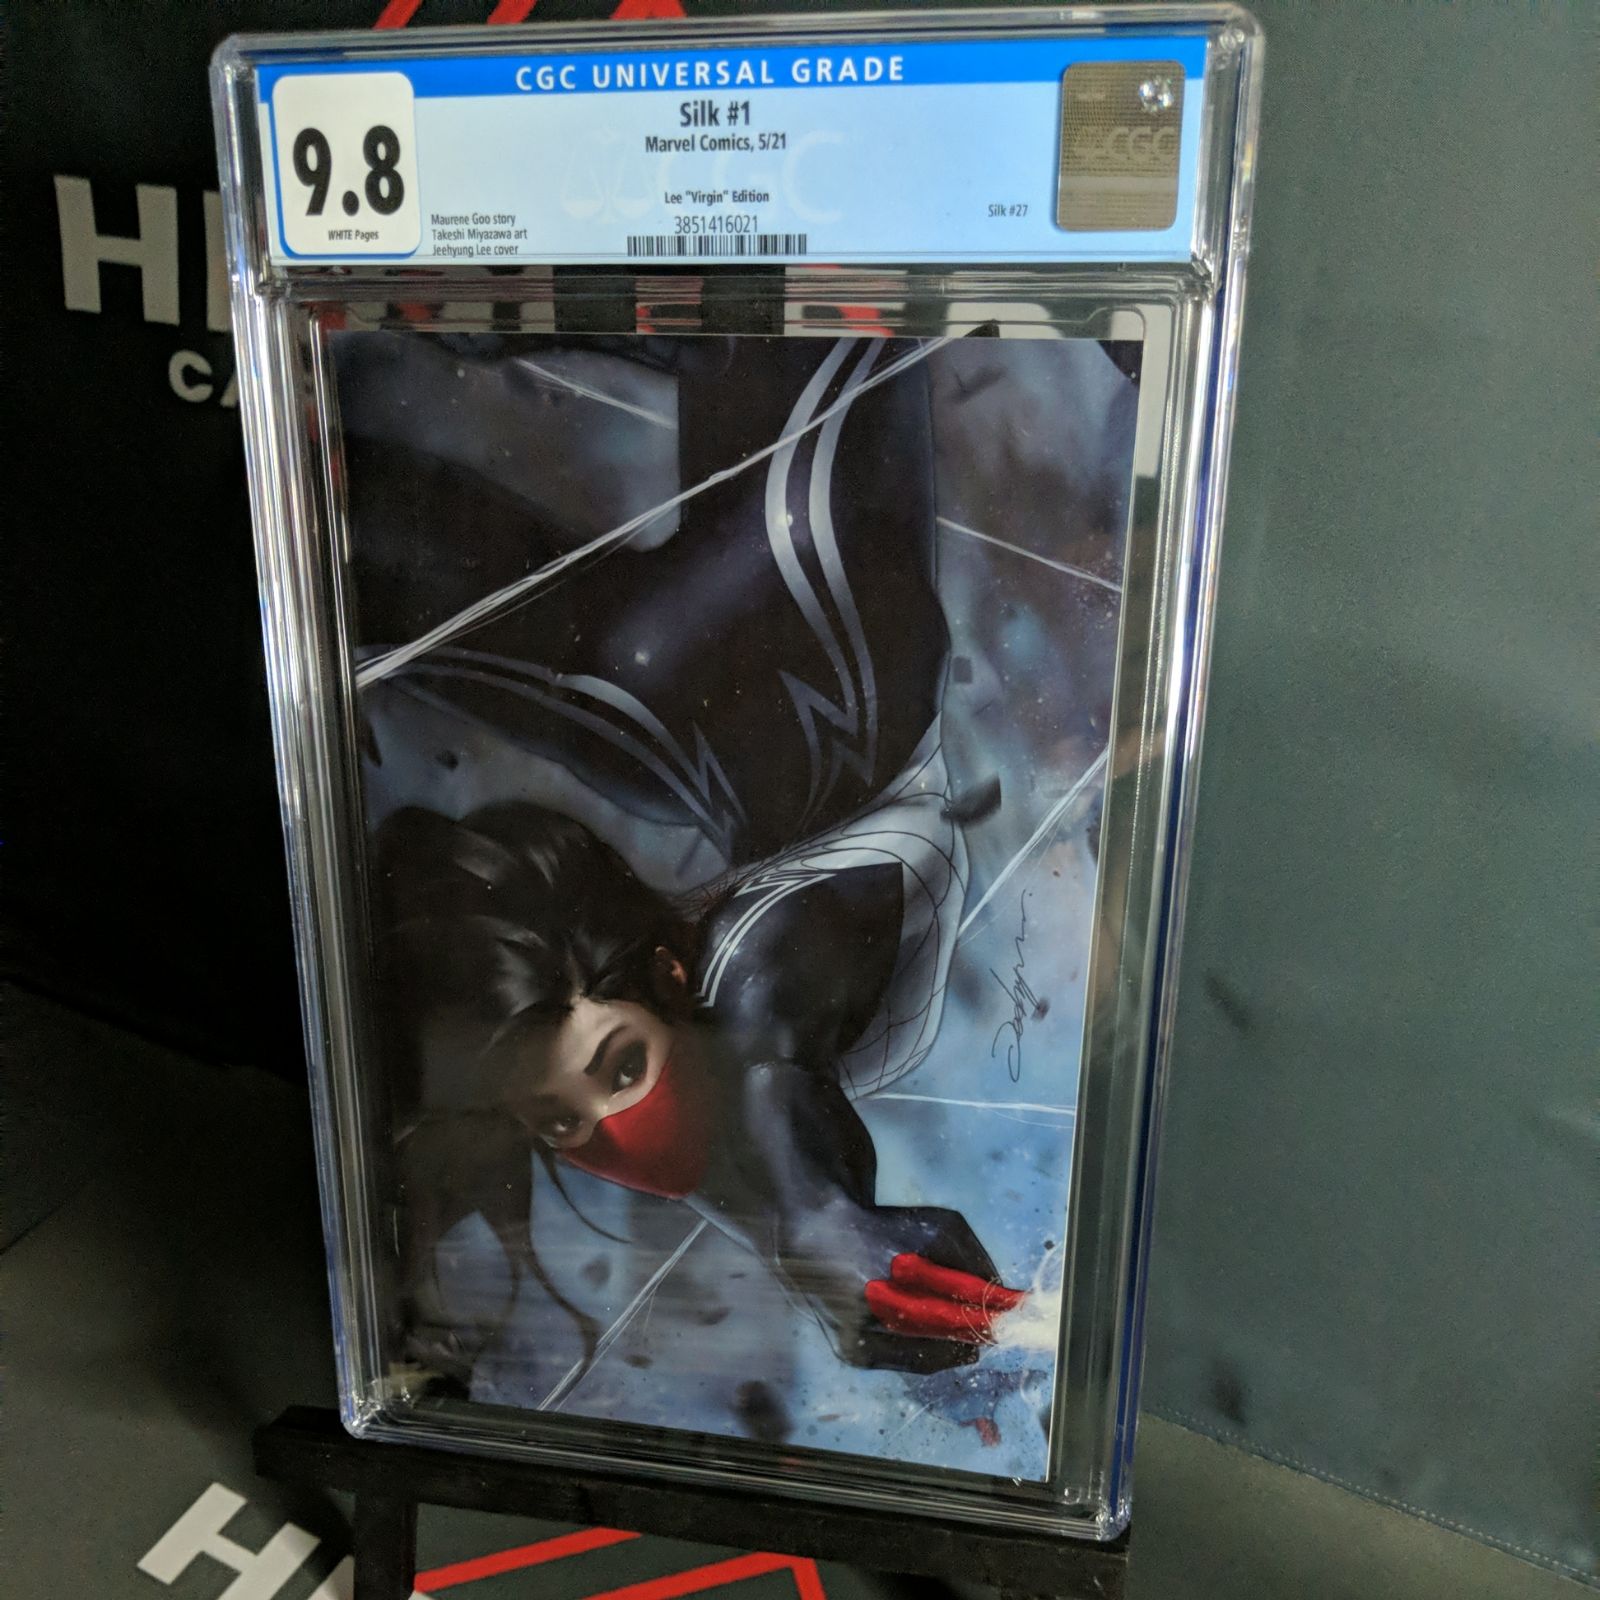 CGC UNIVERSAL GRADE
9.8
WHITE Pages
Silk #1
Marvel Comics, 5/21
Lee "Virgin" Edition
3851416021
Maurene Goo story
Takeshi Miyazawa art
Jeehyung Lee cover
Silk #27
CGC
CGC